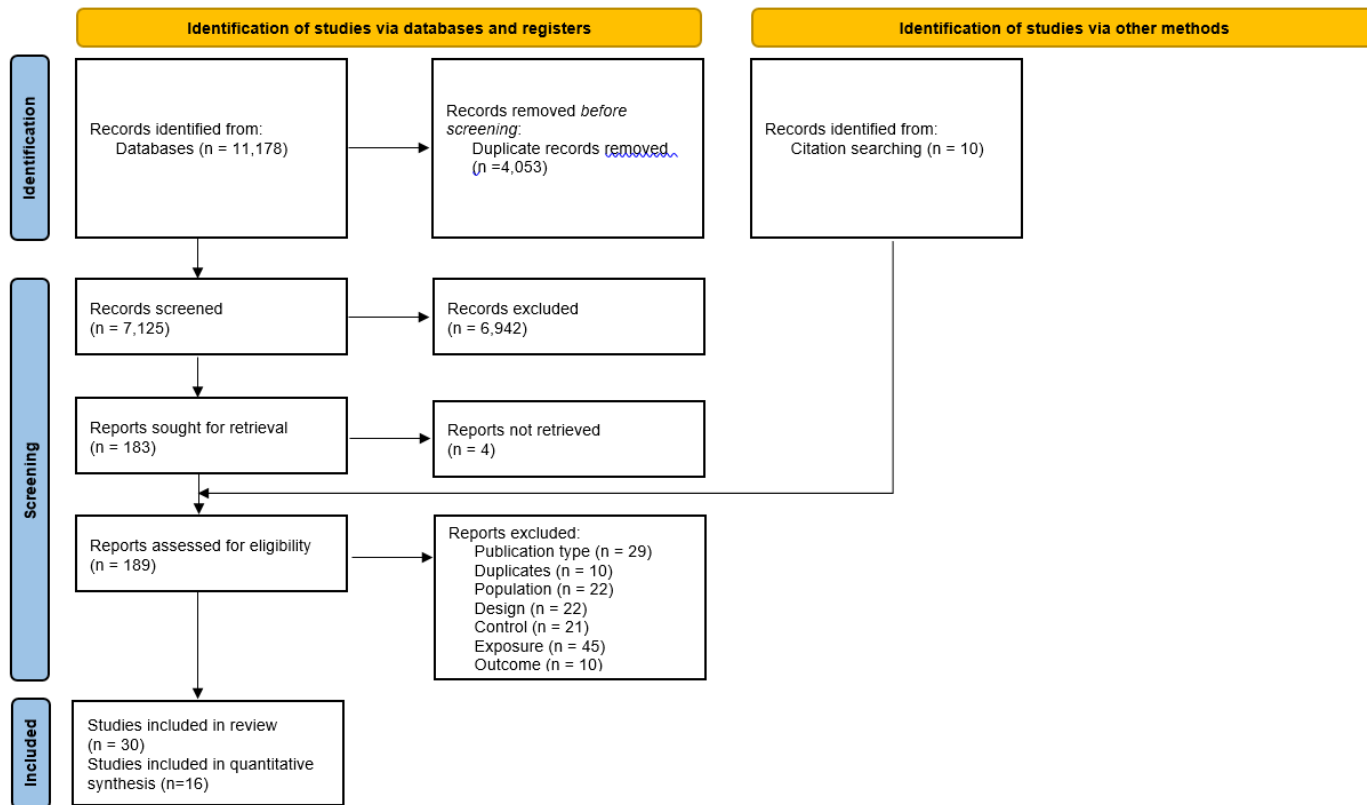 Identification of studies via databases and registers
Identification of studies via other methods
Identification
Records identified from:
Databases (n = 11,178)
Records removed before
screening:
Duplicate records removed
(n =4,053)
Records identified from:
Citation searching (n = 10)
Screening
Records screened
(n = 7,125)
Records excluded
(n = 6,942)
Reports sought for retrieval
(n = 183)
Reports not retrieved
(n = 4)
Reports assessed for eligibility
(n = 189)
Reports excluded:
Publication type (n = 29)
Duplicates (n = 10)
Population (n = 22)
Design (n = 22)
Control (n = 21)
Exposure (n = 45)
Outcome (n = 10)
Included
Studies included in review
(n = 30)
Studies included in quantitative
synthesis (n=16)